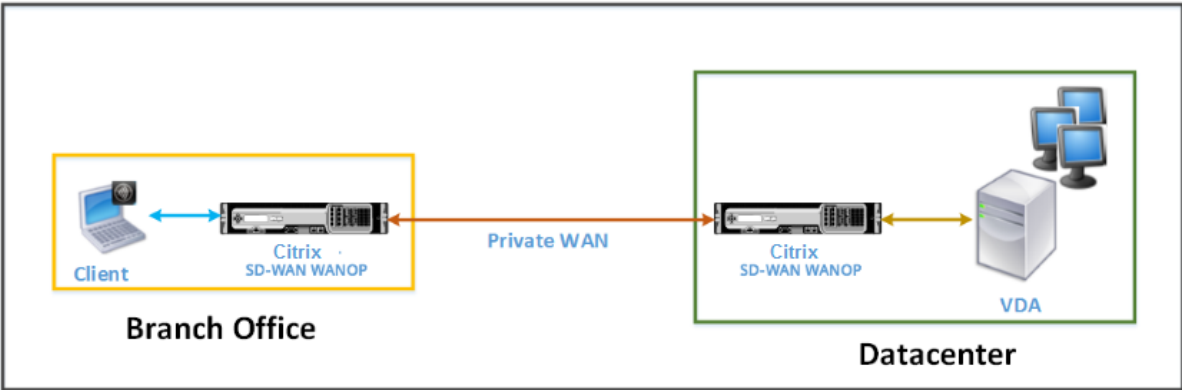 Client
Citrix
SD-WAN WANOP
Branch Office
Private WAN
Citrix
SD-WAN WANOP
VDA
Datacenter